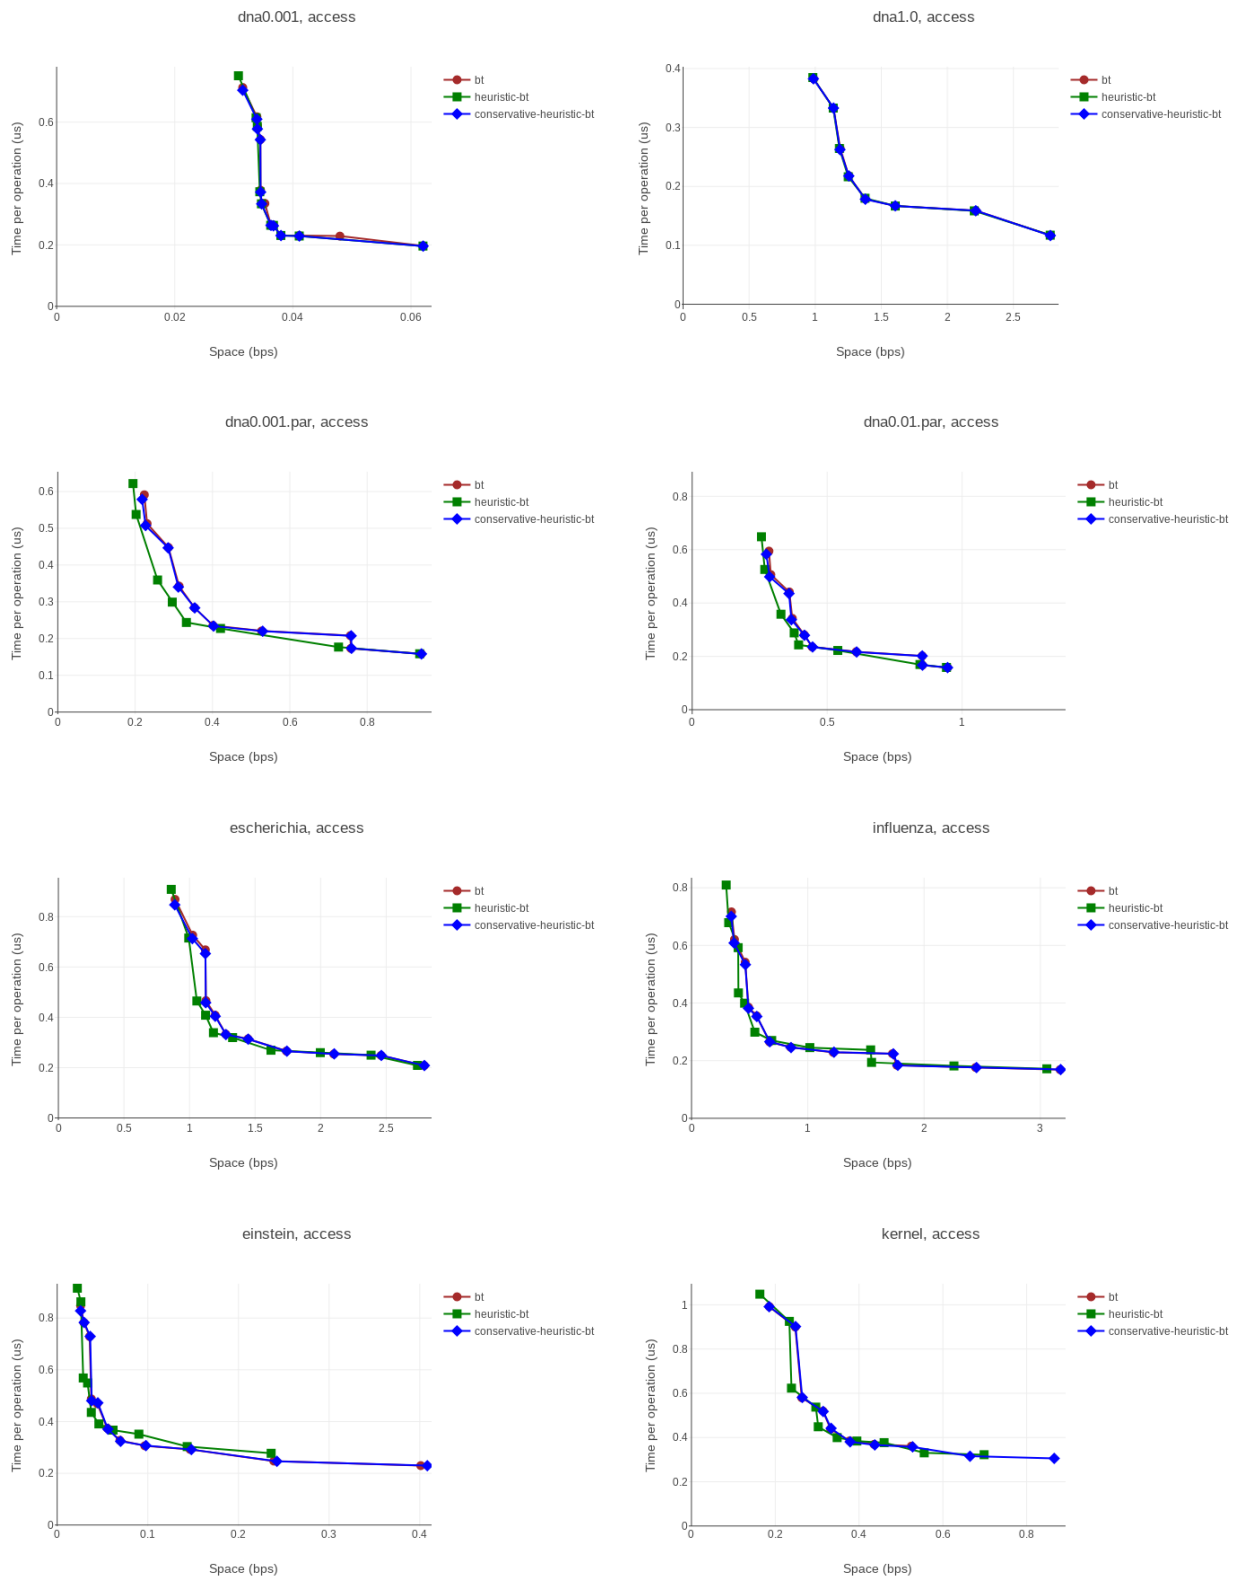 dna0.001, access
bt
heuristic-bt
conservative-heuristic-bt
Time per operation (us)
0.6
0.4
0.2
0
0
0.02
0.04
0.06
Space (bps)
dna1.0, access
bt
heuristic-bt
conservative-heuristic-bt
Time per operation (us)
0.4
0.3
0.2
0.1
0
0
0.5
1
1.5
2
2.5
Space (bps)
dna0.001.par, access
bt
heuristic-bt
conservative-heuristic-bt
Time per operation (us)
0.6
0.5
0.4
0.3
0.2
0.1
0
0
0.2
0.4
0.6
0.8
Space (bps)
dna0.01.par, access
bt
heuristic-bt
conservative-heuristic-bt
Time per operation (us)
0.8
0.6
0.4
0.2
0
0
0.5
1
Space (bps)
escherichia, access
bt
heuristic-bt
conservative-heuristic-bt
Time per operation (us)
0.8
0.6
0.4
0.2
0
0
0.5
1
1.5
2
2.5
Space (bps)
influenza, access
bt
heuristic-bt
conservative-heuristic-bt
Time per operation (us)
0.8
0.6
0.4
0.2
0
0
1
2
3
Space (bps)
einstein, access
bt
heuristic-bt
conservative-heuristic-bt
Time per operation (us)
0.8
0.6
0.4
0.2
0
0
0.1
0.2
0.3
0.4
Space (bps)
kernel, access
bt
heuristic-bt
conservative-heuristic-bt
Time per operation (us)
1
0.8
0.6
0.4
0.2
0
0
0.2
0.4
0.6
0.8
Space (bps)